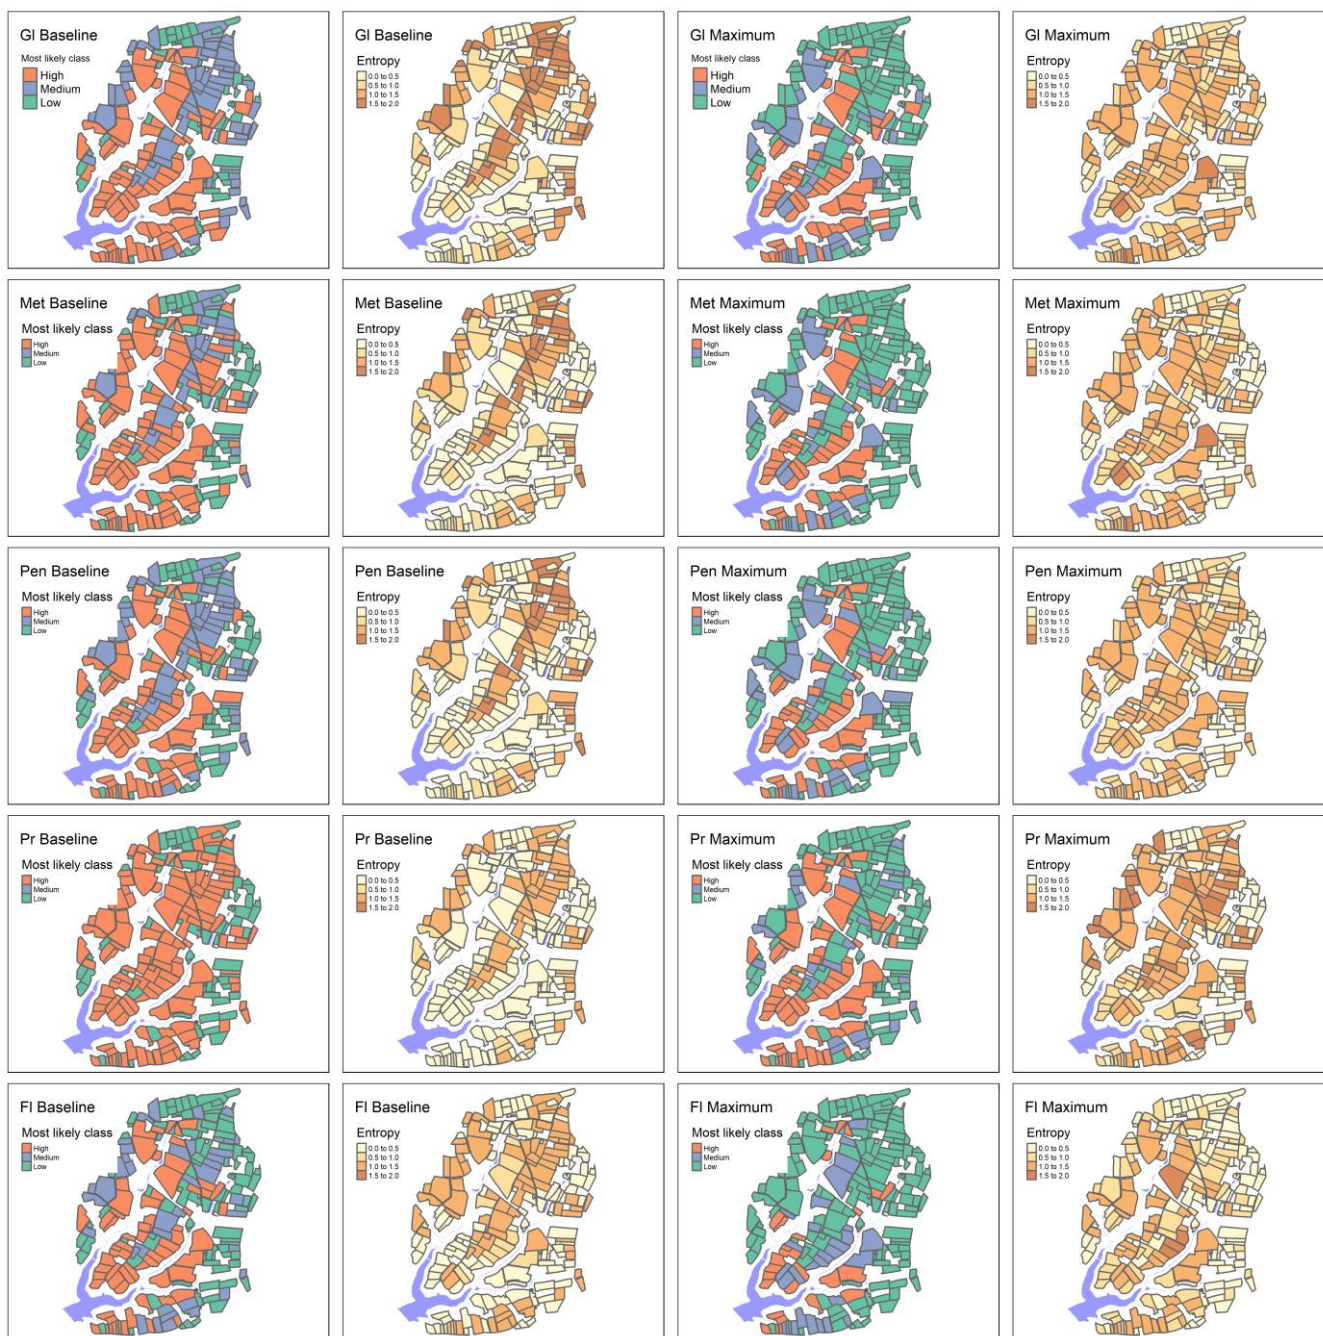 Gl Baseline
Most likely class
High
Medium
Low
Gl Baseline
Entropy
0.0 to 0.5
0.5 to 1.0
1.0 to 1.5
1.5 to 2.0
Gl Maximum
Most likely class
High
Medium
Low
Gl Maximum
Entropy
0.0 to 0.5
0.5 to 1.0
1.0 to 1.5
1.5 to 2.0
Met Baseline
Most likely class
High
Medium
Low
Met Baseline
Entropy
0.0 to 0.5
0.5 to 1.0
1.0 to 1.5
1.5 to 2.0
Met Maximum
Most likely class
High
Medium
Low
Met Maximum
Entropy
0.0 to 0.5
0.5 to 1.0
1.0 to 1.5
1.5 to 2.0
Pen Baseline
Most likely class
High
Medium
Low
Pen Baseline
Entropy
0.0 to 0.5
0.5 to 1.0
1.0 to 1.5
1.5 to 2.0
Pen Maximum
Most likely class
High
Medium
Low
Pen Maximum
Entropy
0.0 to 0.5
0.5 to 1.0
1.0 to 1.5
1.5 to 2.0
Pr Baseline
Most likely class
High
Medium
Low
Pr Baseline
Entropy
0.0 to 0.5
0.5 to 1.0
1.0 to 1.5
1.5 to 2.0
Pr Maximum
Most likely class
High
Medium
Low
Pr Maximum
Entropy
0.0 to 0.5
0.5 to 1.0
1.0 to 1.5
1.5 to 2.0
Fl Baseline
Most likely class
High
Medium
Low
Fl Baseline
Entropy
0.0 to 0.5
0.5 to 1.0
1.0 to 1.5
1.5 to 2.0
Fl Maximum
Most likely class
High
Medium
Low
Fl Maximum
Entropy
0.0 to 0.5
0.5 to 1.0
1.0 to 1.5
1.5 to 2.0